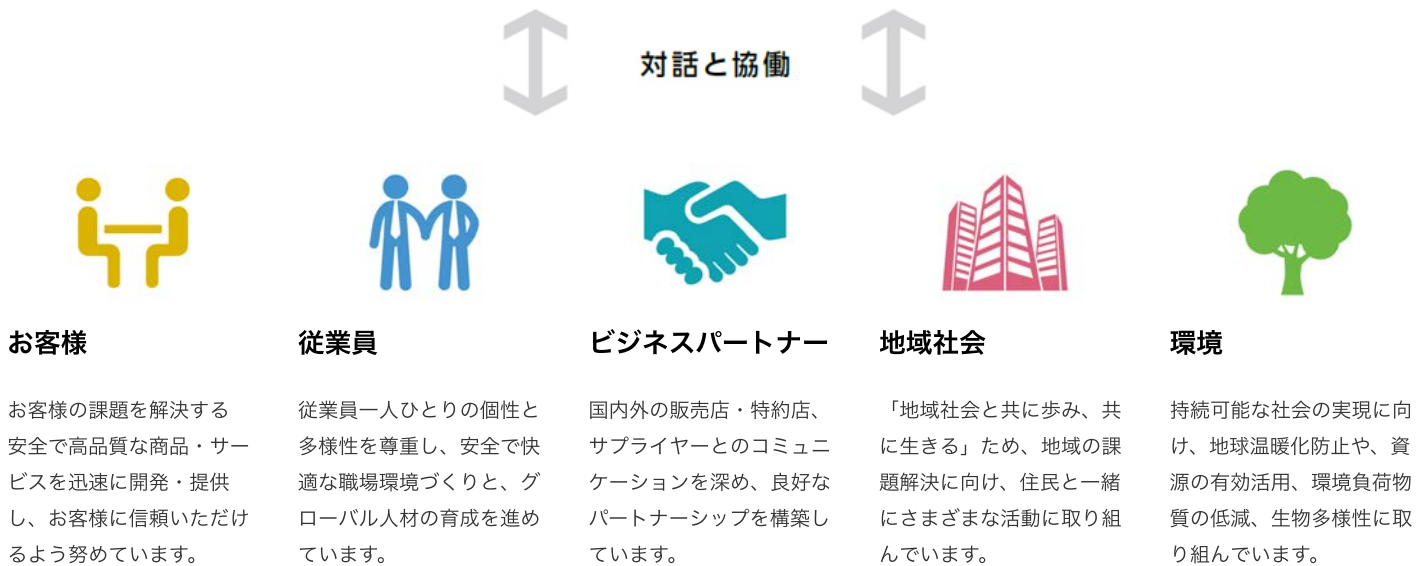 対話と協働
お客様
お客様の課題を解決する
安全で高品質な商品・サー
ビスを迅速に開発・提供
し、お客様に信頼いただけ
るよう努めています。
従業員
従業員一人ひとりの個性と
多様性を尊重し、安全で快
適な職場環境づくりと、グ
ローバル人材の育成を進め
ています。
ビジネスパートナー
国内外の販売店・特約店、
サプライヤーとのコミュニ
ケーションを深め、良好な
パートナーシップを構築し
ています。
地域社会
「地域社会と共に歩み、共
に生きる」ため、地域の課
題解決に向け、住民と一緒
にさまざまな活動に取り組
んでいます。
環境
持続可能な社会の実現に向
け、地球温暖化防止や、資
源の有効活用、環境負荷物
質の低減、生物多様性に取
り組んでいます。